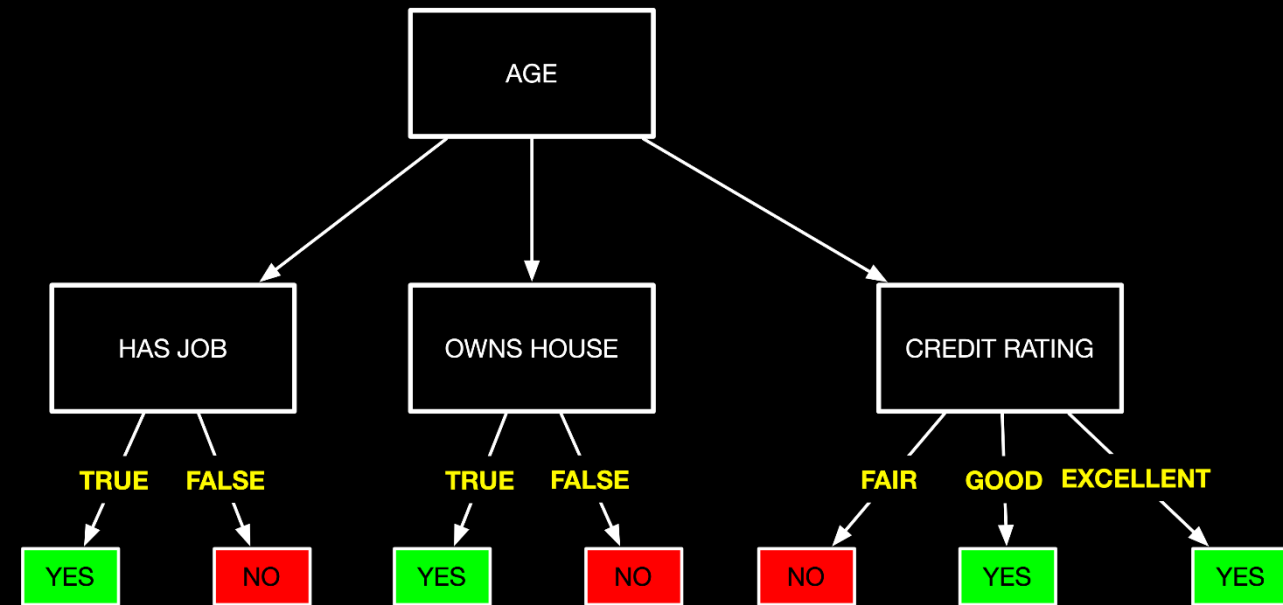 AGE
HAS JOB
OWNS HOUSE
CREDIT RATING
TRUE FALSE
TRUE FALSE
FAIR GOOD EXCELLENT
YES
NO
YES
NO
NO
YES
YES